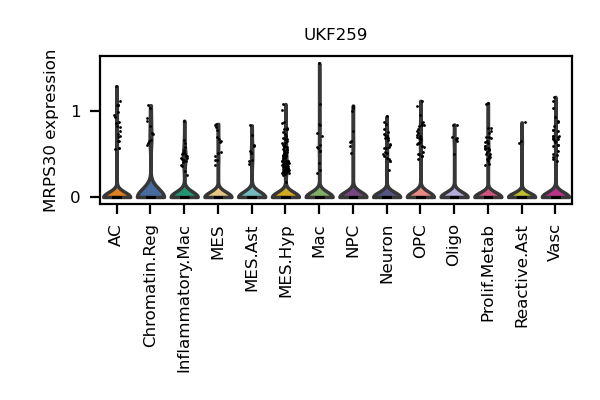 UKF259
MRPS30 expression
1
0
AC
Chromatin.Reg
Inflammatory.Mac
MES
MES.Ast
MES.Hyp
Mac
NPC
Neuron
OPC
Oligo
Prolif.Metab
Reactive.Ast
Vasc